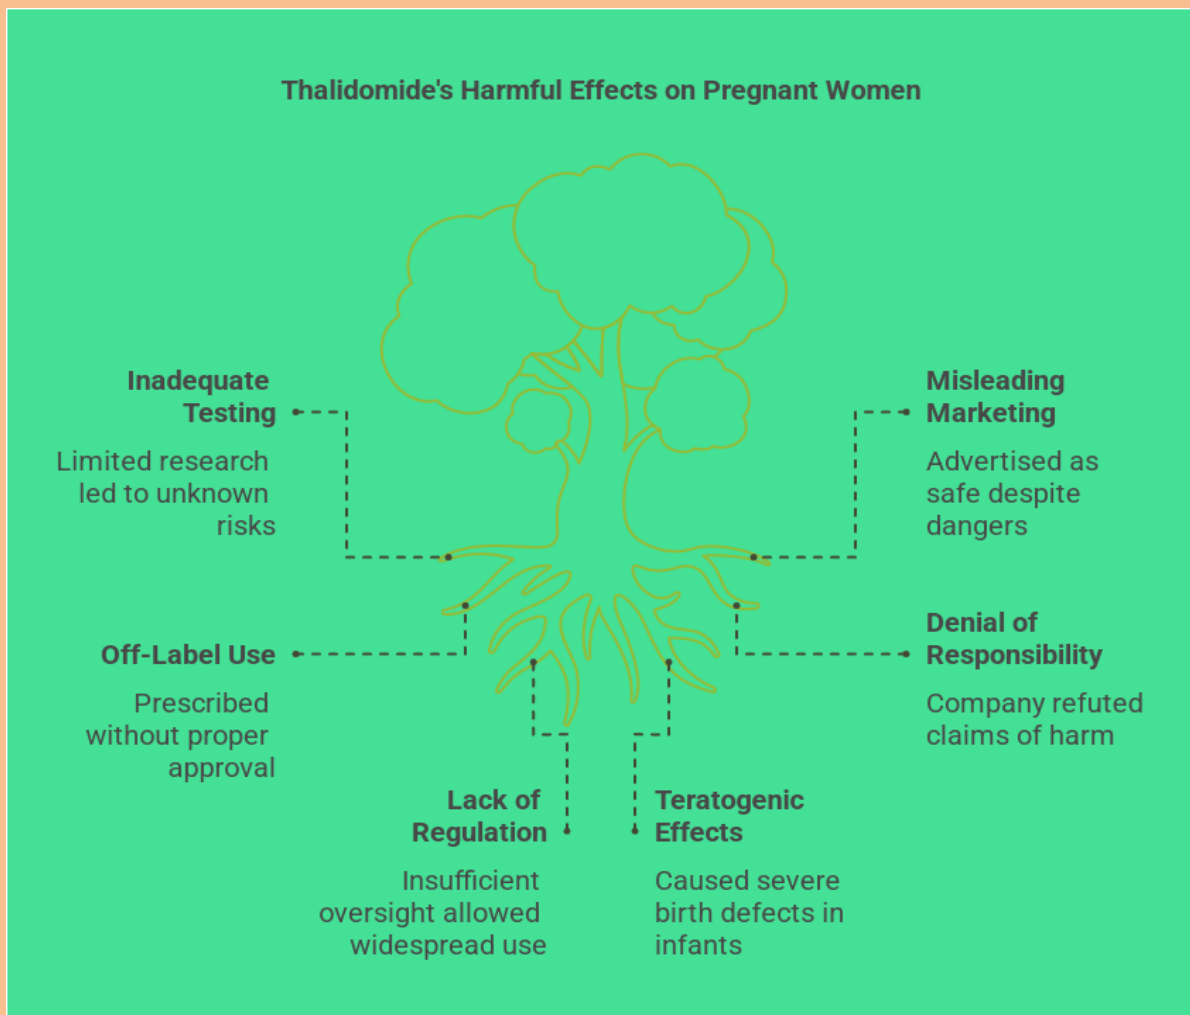 Thalidomide's Harmful Effects on Pregnant Women
Inadequate
Testing
Limited research
led to unknown
risks
Misleading
Marketing
Advertised as
safe despite
dangers
Off-Label Use
Prescribed
without proper
approval
Denial of
Responsibility
Company refuted
claims of harm
Lack of
Regulation
Insufficient
oversight allowed
widespread use
Teratogenic
Effects
Caused severe
birth defects in
infants